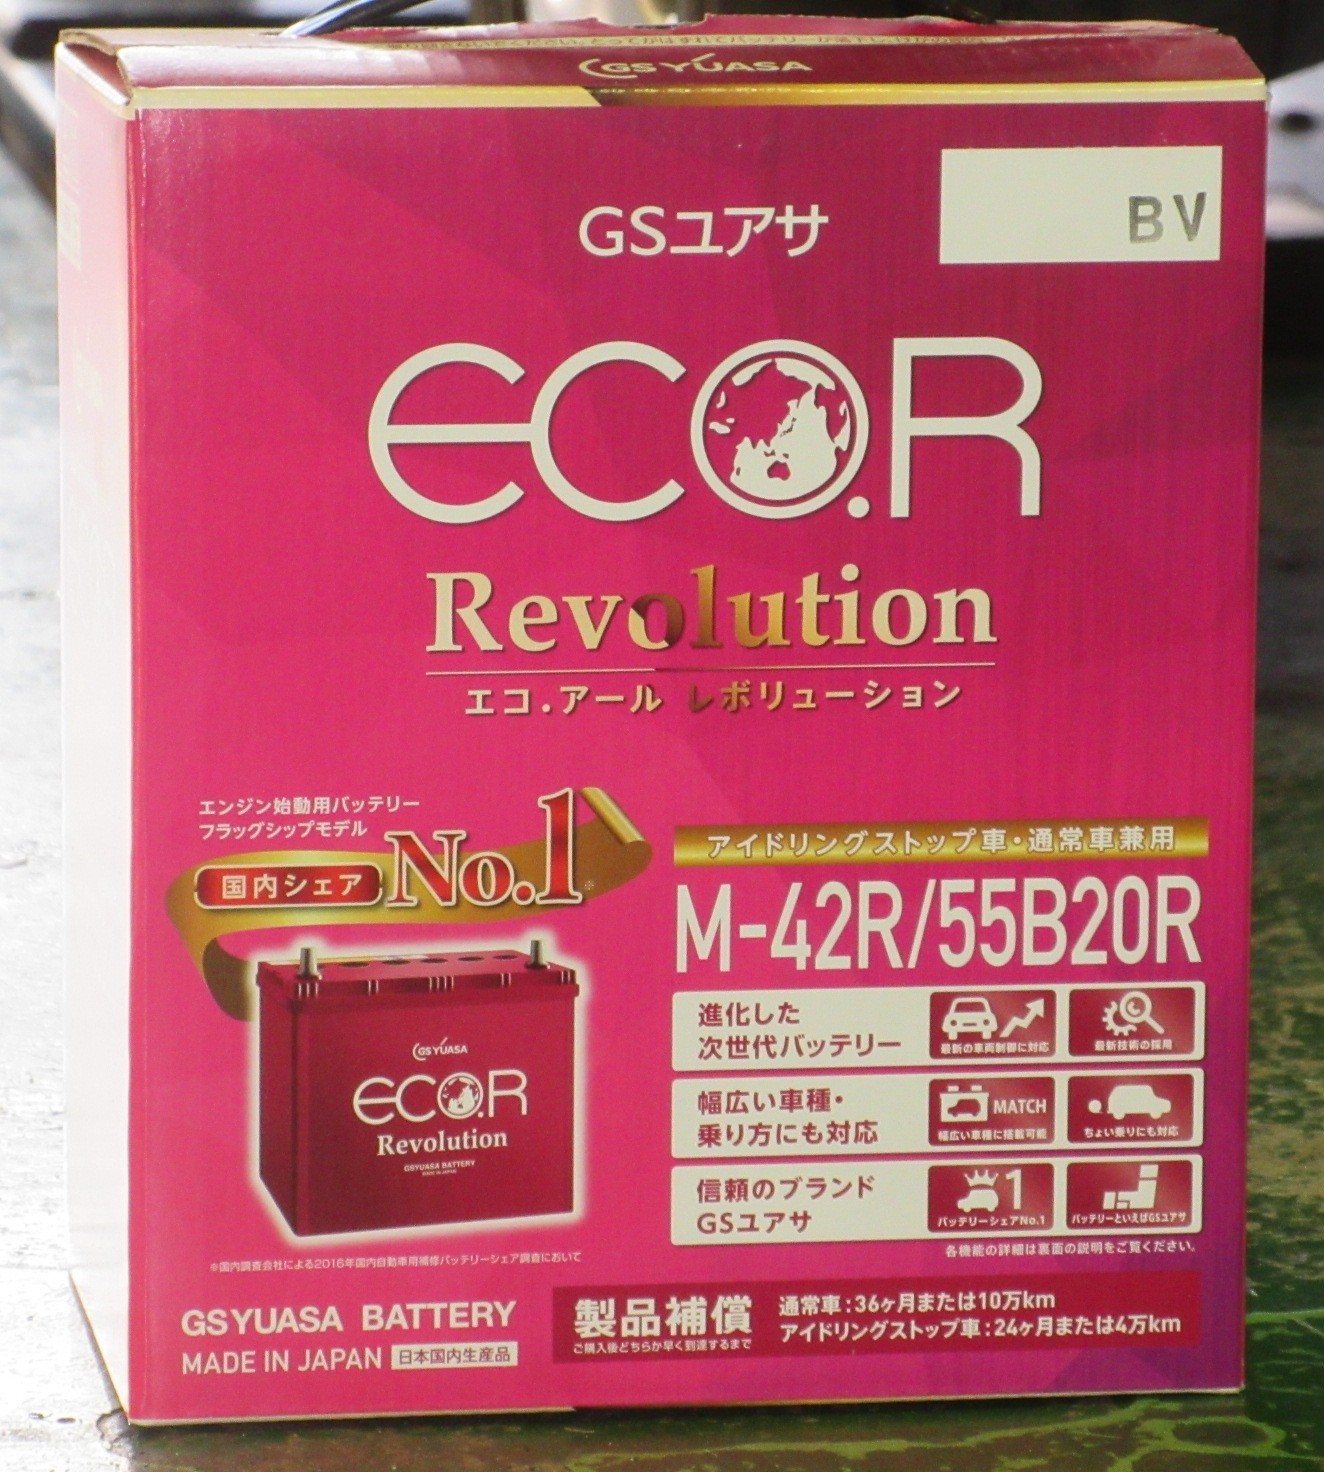 GS YUASA
GSユアサ
BV
ECO.R
Revolution
エコ.アール レボリューション
エンジン始動用バッテリー
フラッグシップモデル
国内シェア No.1※
アイドリングストップ車・通常車兼用
M-42R/55B20R
進化した
次世代バッテリー
最新の車両制御に対応
最新技術の採用
幅広い車種・
乗り方にも対応
MATCH
幅広い車種に搭載可能
ちょい乗りにも対応
信頼のブランド
GSユアサ
1
バッテリーシェアNo.1
バッテリーといえばGSユアサ
各機能の詳細は裏面の説明をご覧ください。
GS YUASA
ECO.R
Revolution
GSYUASA BATTERY
MADE IN JAPAN
※国内調査会社による2016年国内自動車用補修バッテリーシェア調査において
GS YUASA BATTERY
MADE IN JAPAN 日本国内生産品
製品補償
ご購入後どちらか早く到達するまで
通常車:36ヶ月または10万km
アイドリングストップ車:24ヶ月または4万km